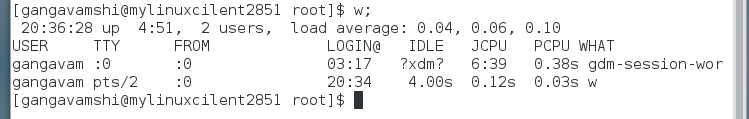 [gangavamshi@mylinuxcilent2851 root]$ w;
 20:36:28 up  4:51,  2 users,  load average: 0.04, 0.06, 0.10
USER     TTY      FROM             LOGIN@   IDLE   JCPU   PCPU WHAT
gangavam :0       :0               03:17   ?xdm?   6:39   0.38s gdm-session-wor
gangavam pts/2    :0               20:34    4.00s  0.12s  0.03s w
[gangavamshi@mylinuxcilent2851 root]$